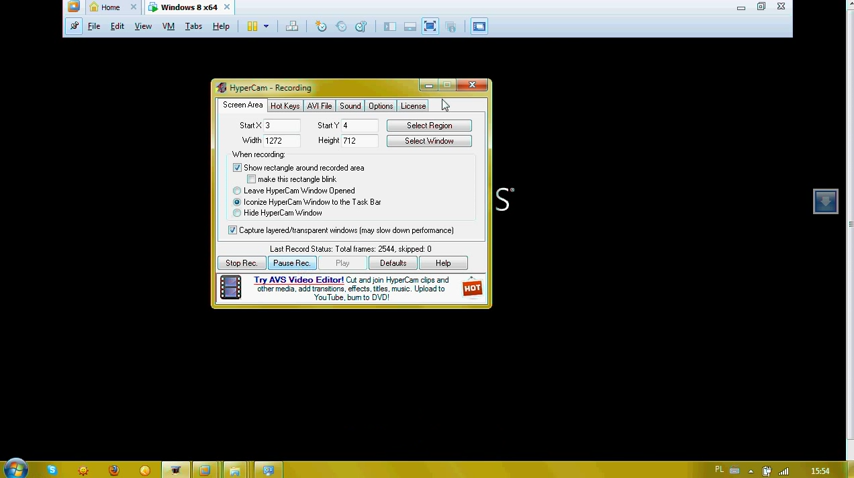 Home
Windows 8 x64
File Edit View VM Tabs Help
HyperCam - Recording
Screen Area Hot Keys AVI File Sound Options License
Start X 3 Start Y 4 Select Region
Width 1272 Height 712 Select Window
When recording:
Show rectangle around recorded area
make this rectangle blink
Leave HyperCam Window Opened
Iconize HyperCam Window to the Task Bar
Hide HyperCam Window
S
Capture layered/transparent windows (may slow down performance)
Last Record Status: Total frames: 2544, skipped: 0
Stop Rec. Pause Rec. Play Defaults Help
Try AVS Video Editor! Cut and join HyperCam clips and
other media, add transitions, effects, titles, music. Upload to
YouTube, burn to DVD!
HOT
PL 15:54